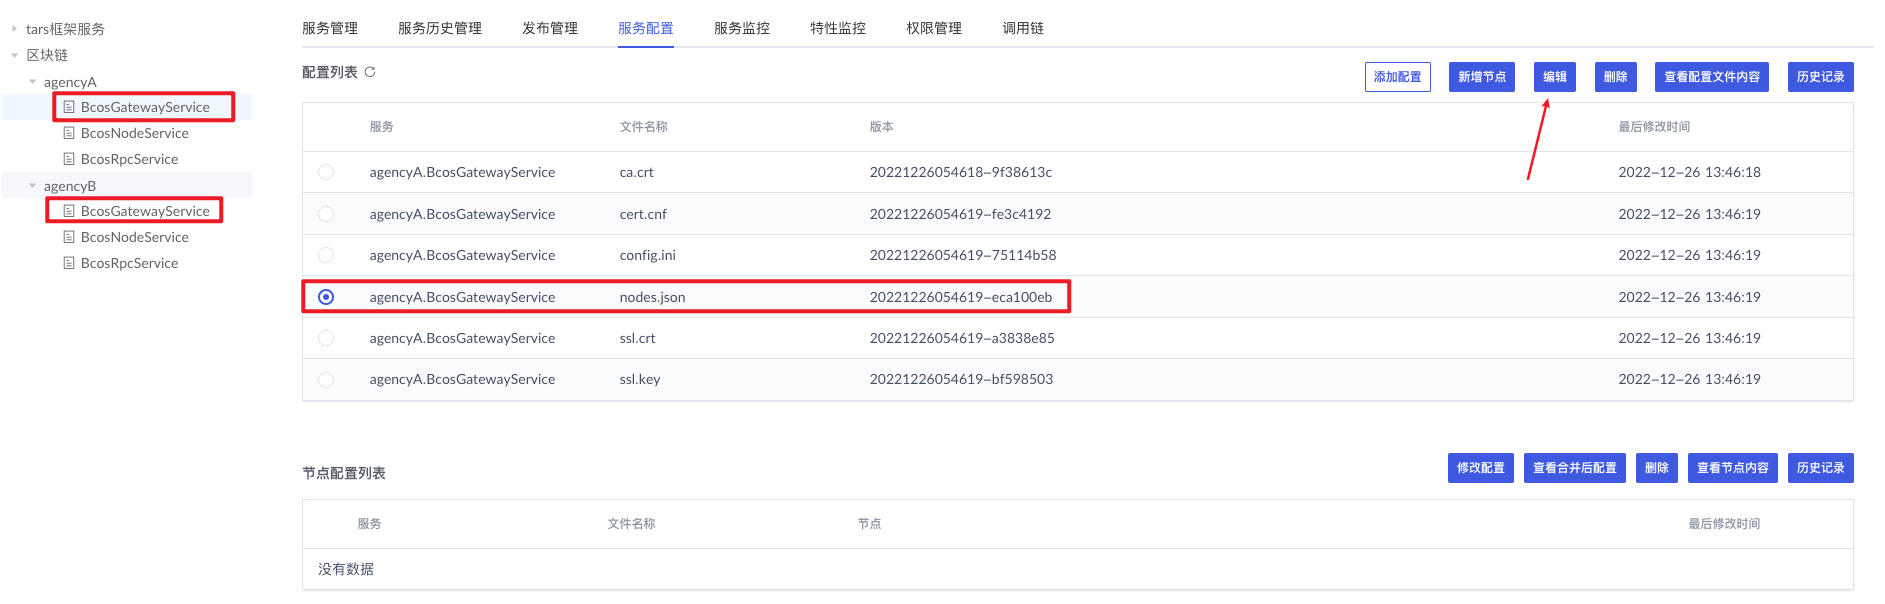 tars框架服务
区块链
agencyA
BcosGatewayService
BcosNodeService
BcosRpcService
agencyB
BcosGatewayService
BcosNodeService
BcosRpcService
服务管理 服务历史管理 发布管理 服务配置 服务监控 特性监控 权限管理 调用链
配置列表 添加配置 新增节点 编辑 删除 查看配置文件内容 历史记录
服务 文件名称 版本 最后修改时间
agencyA.BcosGatewayService ca.crt 20221226054618-9f38613c 2022-12-26 13:46:18
agencyA.BcosGatewayService cert.cnf 20221226054619-fe3c4192 2022-12-26 13:46:19
agencyA.BcosGatewayService config.ini 20221226054619-75114b58 2022-12-26 13:46:19
agencyA.BcosGatewayService nodes.json 20221226054619-eca100eb 2022-12-26 13:46:19
agencyA.BcosGatewayService ssl.crt 20221226054619-a3838e85 2022-12-26 13:46:19
agencyA.BcosGatewayService ssl.key 20221226054619-bf598503 2022-12-26 13:46:19
节点配置列表 修改配置 查看合并后配置 删除 查看节点内容 历史记录
服务 文件名称 节点 最后修改时间
没有数据